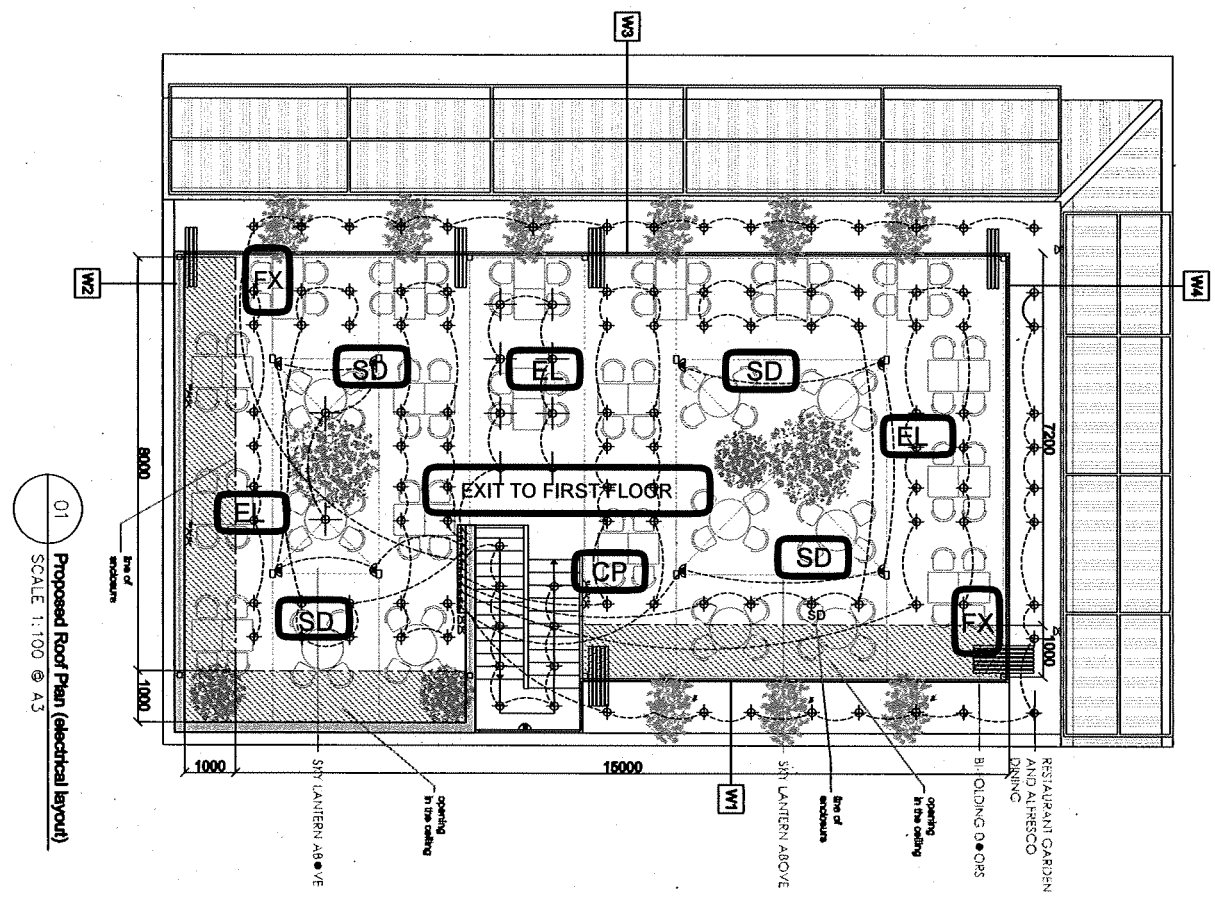 W3
W4
W2
FX
SD
EL
SD
EL
7200
8000
EXIT TO FIRST FLOOR
EL
SD
CP
SD
SD
FX
1000
1000
1000
15000
W1
line of
enclosure
opening
in the ceiling
SKY LANTERN ABOVE
SKY LANTERN ABOVE
line of
enclosure
opening
in the ceiling
BI-FOLDING DOORS
RESTAURANT GARDEN
AND ALFRESCO
DINING
01
Proposed Roof Plan (electrical layout)
SCALE 1:100 @ A3